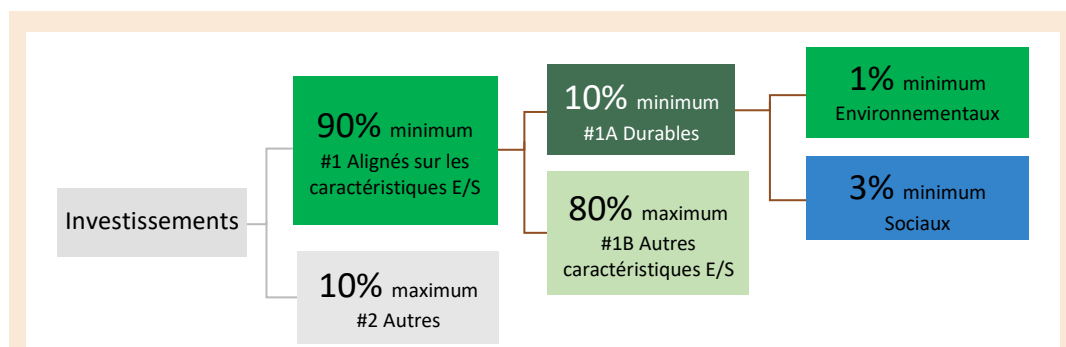 Investissements
90% minimum
#1 Alignés sur les
caractéristiques E/S
10% maximum
#2 Autres
10% minimum
#1A Durables
80% maximum
#1B Autres
caractéristiques E/S
1% minimum
Environnementaux
3% minimum
Sociaux